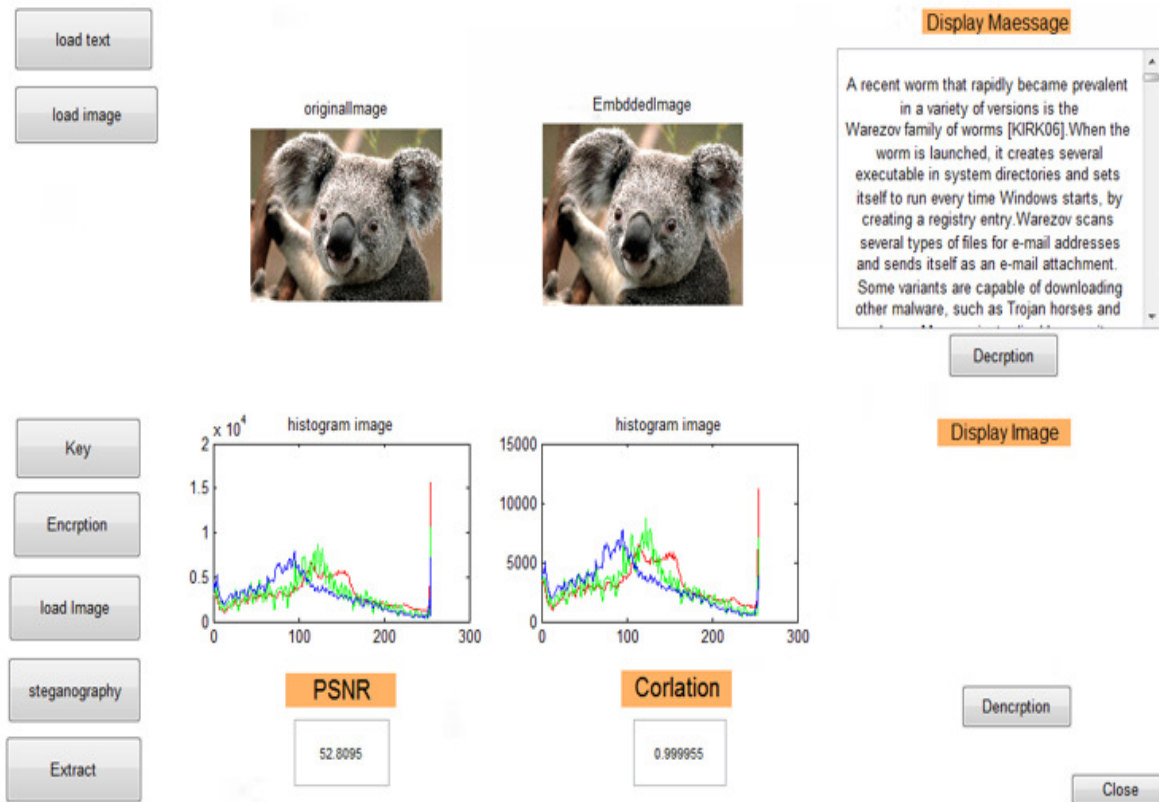 load text
load image
originalImage
EmbddedImage
Display Maessage
A recent worm that rapidly became prevalent
in a variety of versions is the
Warezov family of worms [KIRK06].When the
worm is launched, it creates several
executable in system directories and sets
itself to run every time Windows starts, by
creating a registry entry.Warezov scans
several types of files for e-mail addresses
and sends itself as an e-mail attachment.
Some variants are capable of downloading
other malware, such as Trojan horses and
Decrption
Key
Encrption
load Image
steganography
Extract
histogram image
x 10^4
2
1.5
1
0.5
0
0 100 200 300
histogram image
15000
10000
5000
0
0 100 200 300
PSNR
52.8095
Corlation
0.999955
Display Image
Dencrption
Close